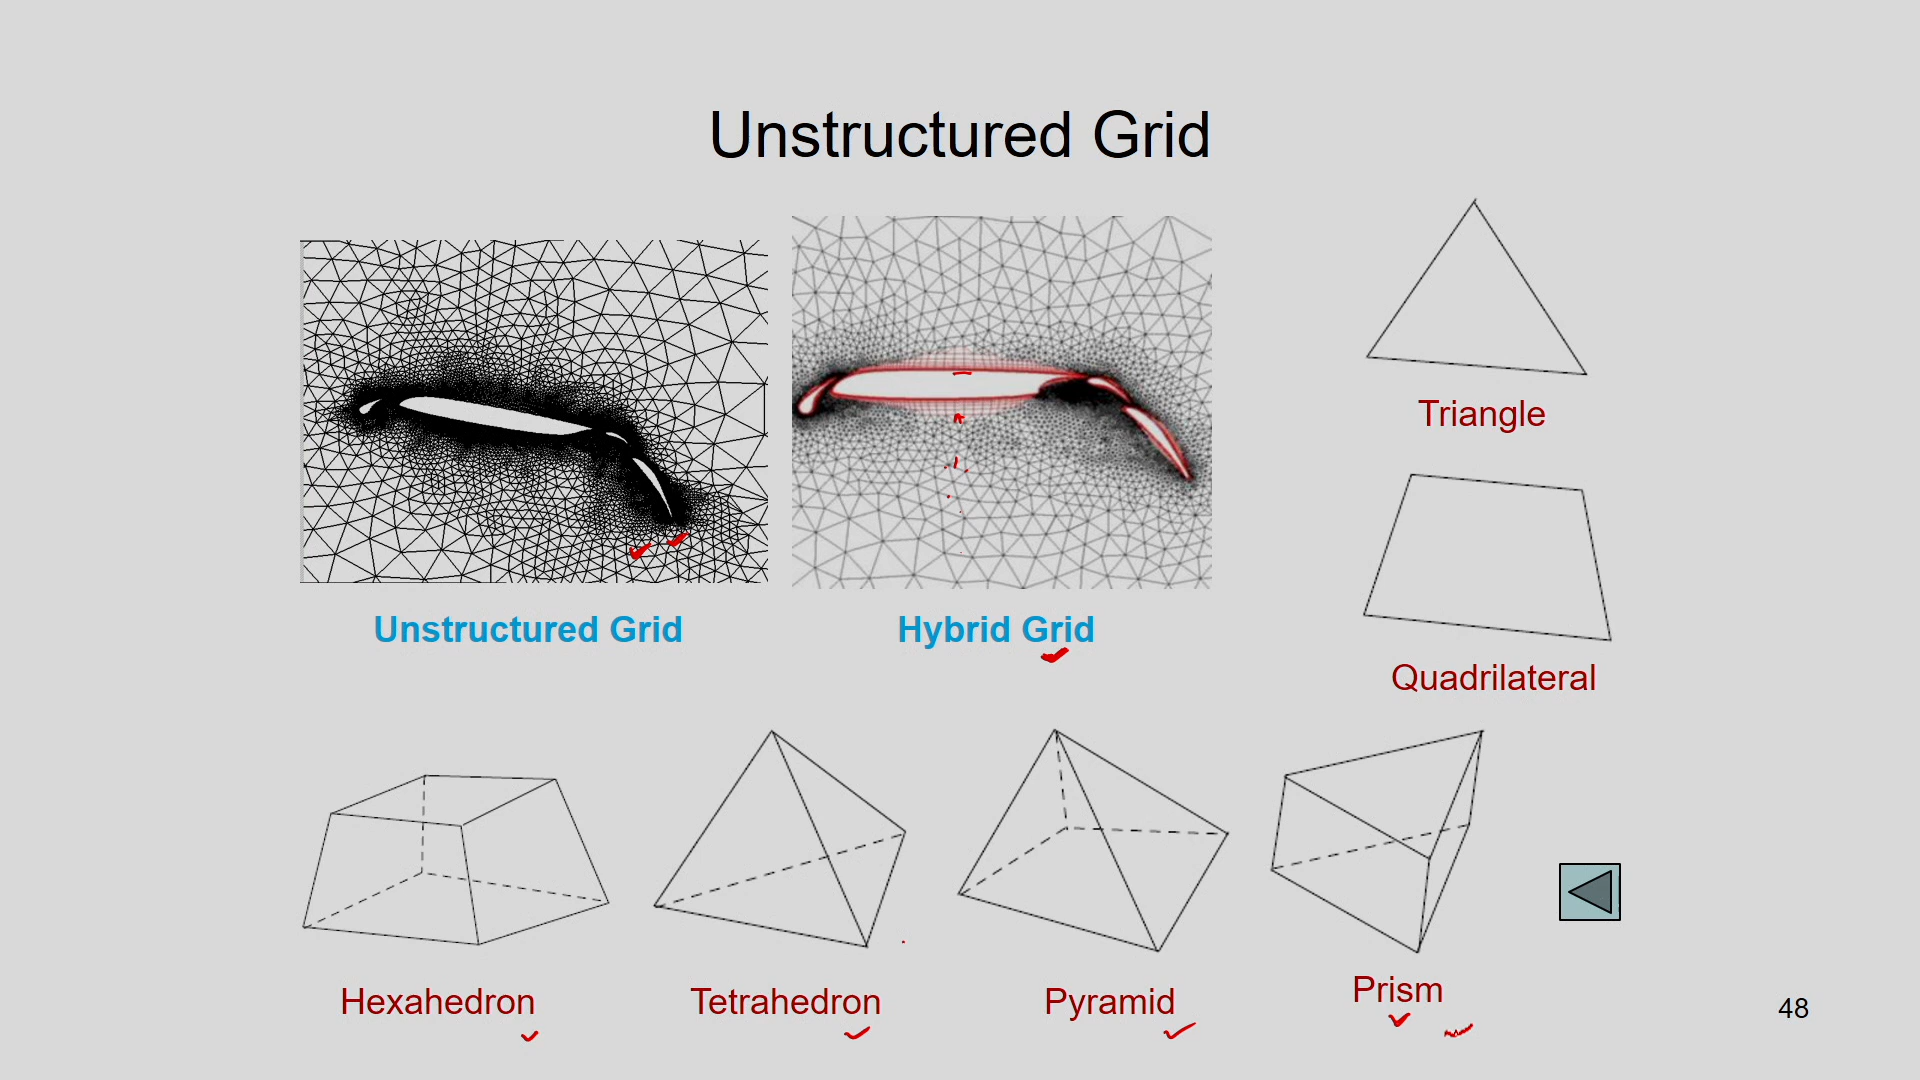 Unstructured Grid
Triangle
Unstructured Grid
Hybrid Grid
Quadrilateral
Hexahedron
Tetrahedron
Pyramid
Prism
48